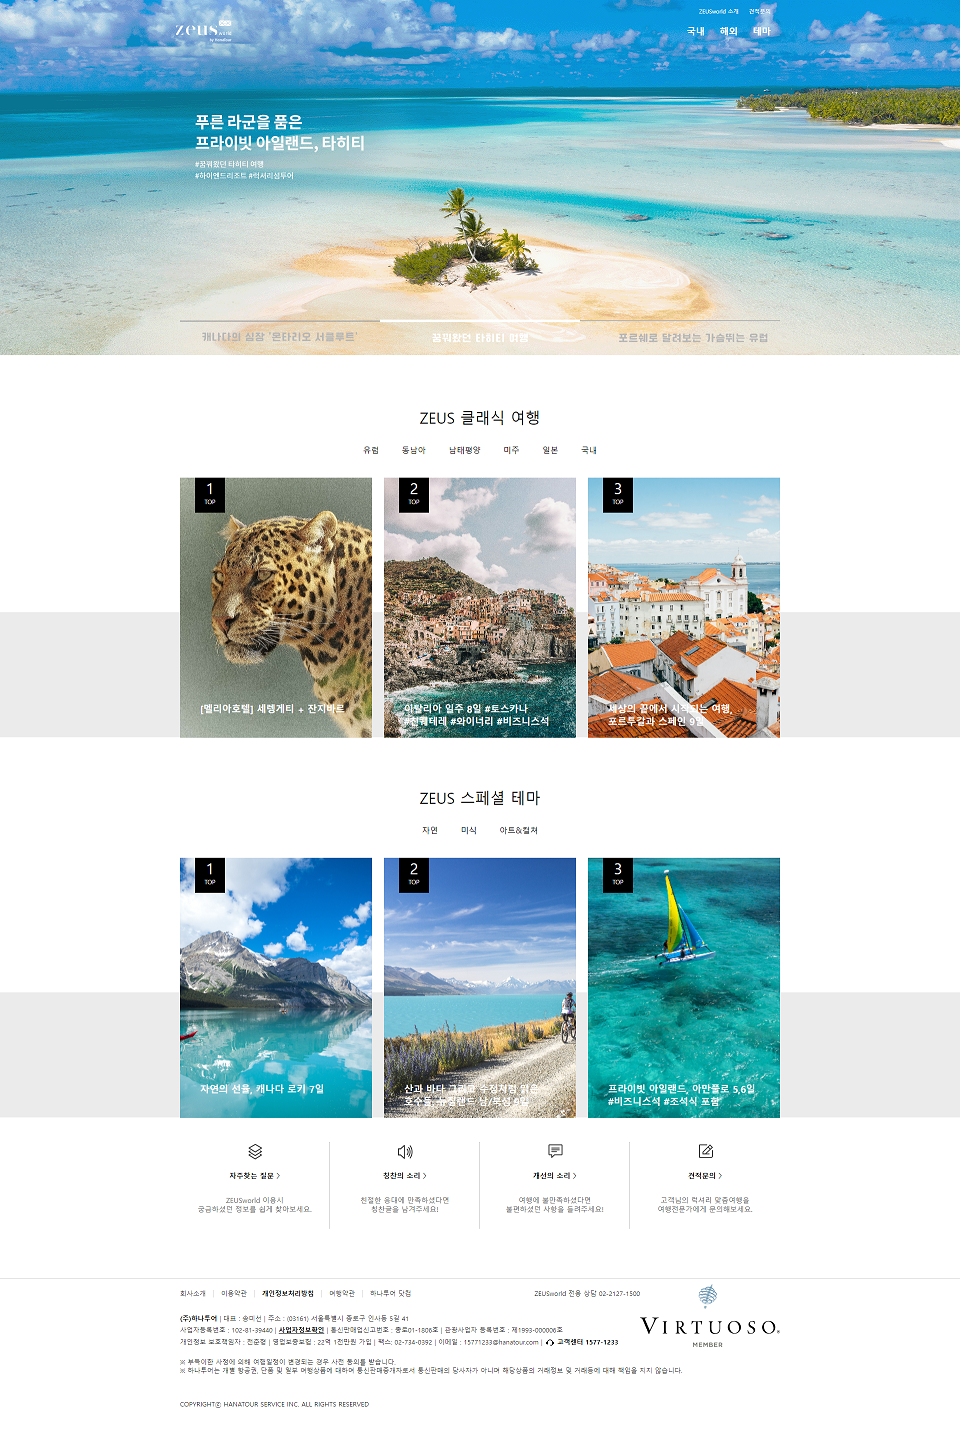 ZEUSworld 소개 견적문의
zeus world
by HanaTour
국내 해외 테마
푸른 라군을 품은
프라이빗 아일랜드, 타히티
#꿈꿔왔던 타히티 여행
#하이엔드리조트 #럭셔리섬투어
캐나다의 심장 '온타리오 서클루트'
꿈꿔왔던 타히티 여행
포르쉐로 달려보는 가슴뛰는 유럽
ZEUS 클래식 여행
유럽 동남아 남태평양 미주 일본 국내
1 TOP
2 TOP
3 TOP
[멜리아호텔] 세렝게티 + 잔지바르
이탈리아 일주 8일 #토스카나
#친퀘테레 #와이너리 #비즈니스석
세상의 끝에서 시작되는 여행,
포르투갈과 스페인 9일
ZEUS 스페셜 테마
자연 미식 아트&컬쳐
1 TOP
2 TOP
3 TOP
자연의 선물, 캐나다 로키 7일
산과 바다 그리고 수정처럼 맑은
호수들, 뉴질랜드 남/북섬 9일
프라이빗 아일랜드, 아만풀로 5,6일
#비즈니스석 #조석식 포함
자주찾는 질문 >
칭찬의 소리 >
개선의 소리 >
견적문의 >
ZEUSworld 이용시
궁금하셨던 정보를 쉽게 찾아보세요.
친절한 응대에 만족하셨다면
칭찬글을 남겨주세요!
여행에 불만족하셨다면
불편하셨던 사항을 들려주세요!
고객님의 럭셔리 맞춤여행을
여행전문가에게 문의해보세요.
회사소개 | 이용약관 | 개인정보처리방침 | 여행약관 | 하나투어 닷컴
ZEUSworld 전용 상담 02-2127-1500
(주)하나투어 | 대표 : 송미선 | 주소 : (03161) 서울특별시 종로구 인사동 5길 41
사업자등록번호 : 102-81-39440 | 사업자정보확인 | 통신판매업신고번호 : 종로01-1806호 | 관광사업자 등록번호 : 제1993-000006호
개인정보 보호책임자 : 전춘형 | 영업보증보험 : 22억 1천만원 가입 | 팩스: 02-734-0392 | 이메일 : 15771233@hanatour.com | 고객센터 1577-1233
VIRTUOSO.
MEMBER
※ 부득이한 사정에 의해 여행일정이 변경되는 경우 사전 동의를 받습니다.
※ 하나투어는 개별 항공권, 단품 및 일부 여행상품에 대하여 통신판매중개자로서 통신판매의 당사자가 아니며 해당상품의 거래정보 및 거래등에 대해 책임을 지지 않습니다.
COPYRIGHTⓒ HANATOUR SERVICE INC. ALL RIGHTS RESERVED